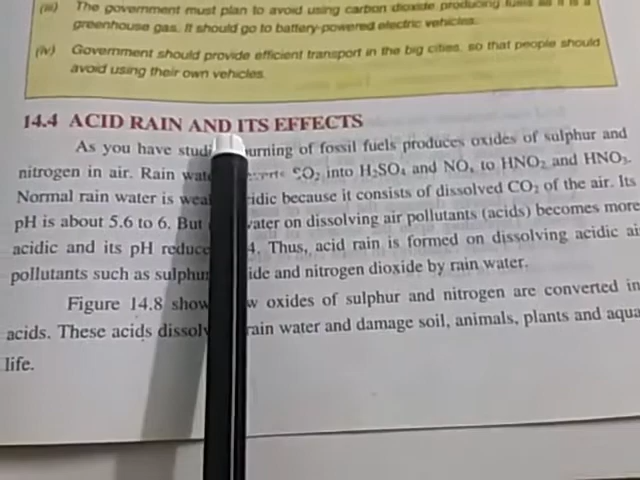 (iii) The government must plan to avoid using carbon dioxide producing fuels as it is a
greenhouse gas. It should go to battery-powered electric vehicles.
(iv) Government should provide efficient transport in the big cities, so that people should
avoid using their own vehicles.
14.4 ACID RAIN AND ITS EFFECTS
As you have studi burning of fossil fuels produces oxides of sulphur and
nitrogen in air. Rain wate SO₂ into H₂SO₄ and NOₓ to HNO₂ and HNO₃.
Normal rain water is wea idic because it consists of dissolved CO₂ of the air. Its
pH is about 5.6 to 6. But water on dissolving air pollutants (acids) becomes more
acidic and its pH reduce 4. Thus, acid rain is formed on dissolving acidic ai
pollutants such as sulphur ide and nitrogen dioxide by rain water.
Figure 14.8 show w oxides of sulphur and nitrogen are converted in
acids. These acids dissolv rain water and damage soil, animals, plants and aqua
life.